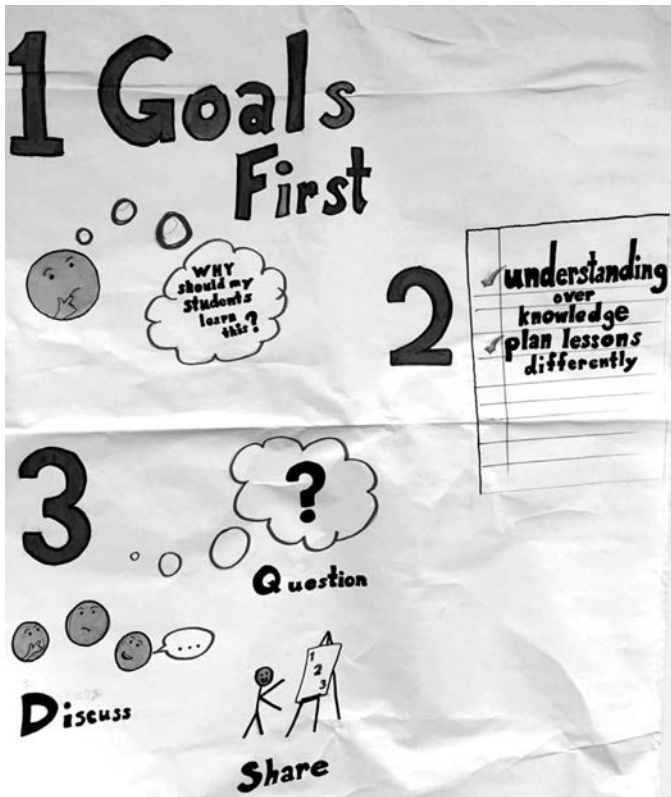 1 Goals
First
WHY
should my
students
learn
this?
2
understanding
over
knowledge
plan lessons
differently
3
?
Question
...
Discuss
1
2
3
Share